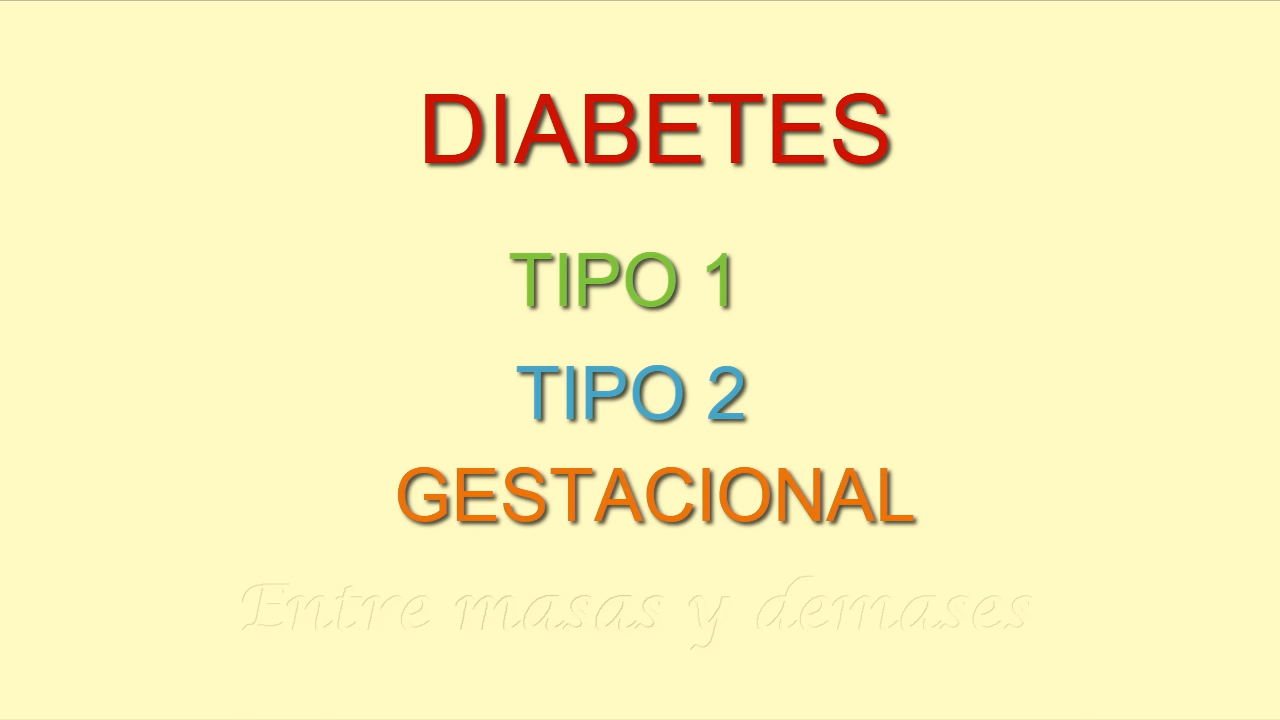 DIABETES
TIPO 1
TIPO 2
GESTACIONAL
Entre masas y demases